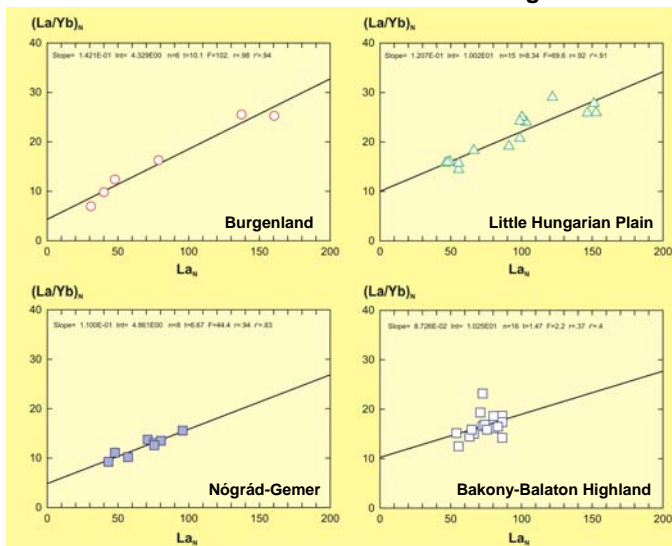 (La/Yb)N
Slope= 1.421E-01 Int= 4.329E00 n=6 t=10.1 F=102. r=.98 r²=.94
40
30
20
10
0
Burgenland
0 50 100 150 200
LaN
(La/Yb)N
Slope= 1.207E-01 Int= 1.002E01 n=15 t=8.34 F=69.6 r=.92 r²=.91
40
30
20
10
0
Little Hungarian Plain
0 50 100 150 200
LaN
(La/Yb)N
Slope= 1.100E-01 Int= 4.861E00 n=8 t=6.67 F=44.4 r=.94 r²=.83
40
30
20
10
0
Nógrád-Gemer
0 50 100 150 200
LaN
(La/Yb)N
Slope= 8.726E-02 Int= 1.025E01 n=16 t=1.47 F=2.2 r=.37 r²=.4
40
30
20
10
0
Bakony-Balaton Highland
0 50 100 150 200
LaN